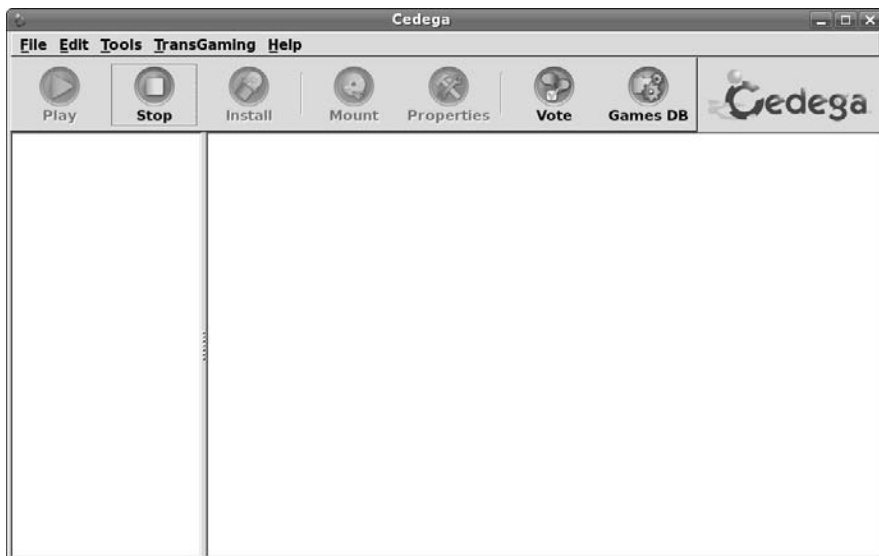 Cedega
File Edit Tools TransGaming Help
Play Stop Install Mount Properties Vote Games DB
Cedega